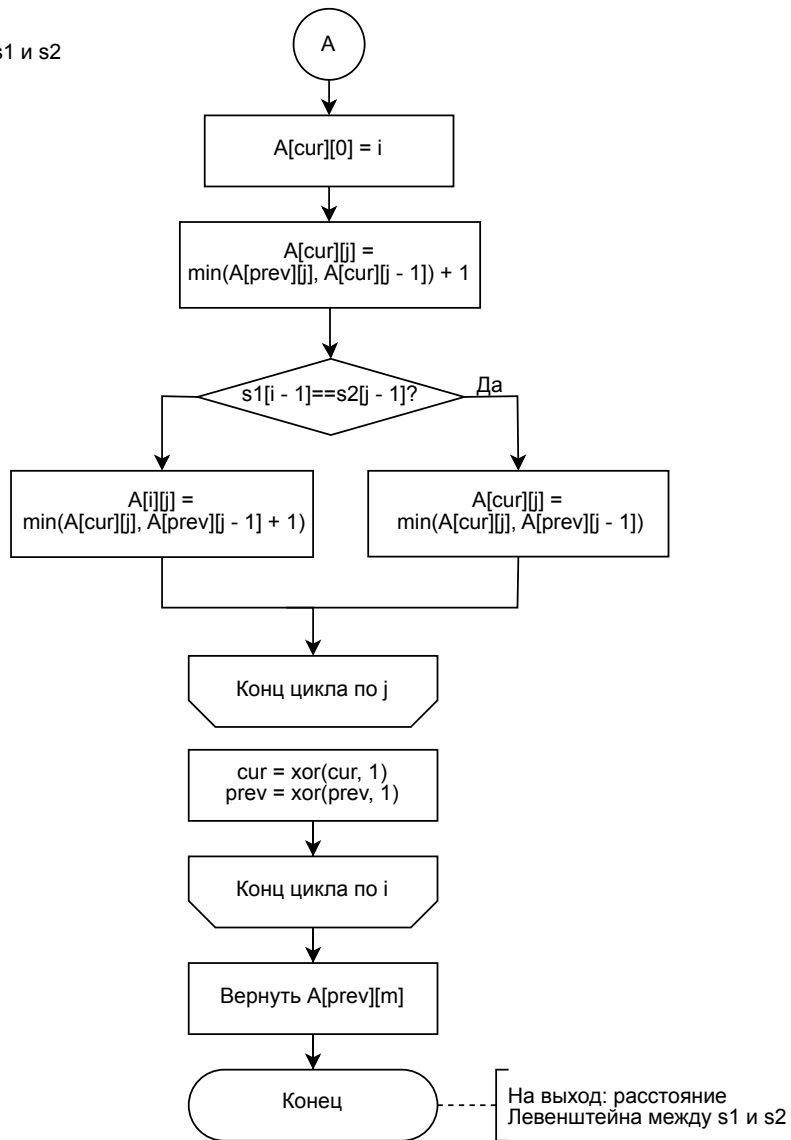 s1 и s2
A
A[cur][0] = i
A[cur][j] =
min(A[prev][j], A[cur][j - 1]) + 1
s1[i - 1]==s2[j - 1]?
Да
A[i][j] =
min(A[cur][j], A[prev][j - 1] + 1)
A[cur][j] =
min(A[cur][j], A[prev][j - 1])
Конц цикла по j
cur = xor(cur, 1)
prev = xor(prev, 1)
Конц цикла по i
Вернуть A[prev][m]
Конец
На выход: расстояние
Левенштейна между s1 и s2